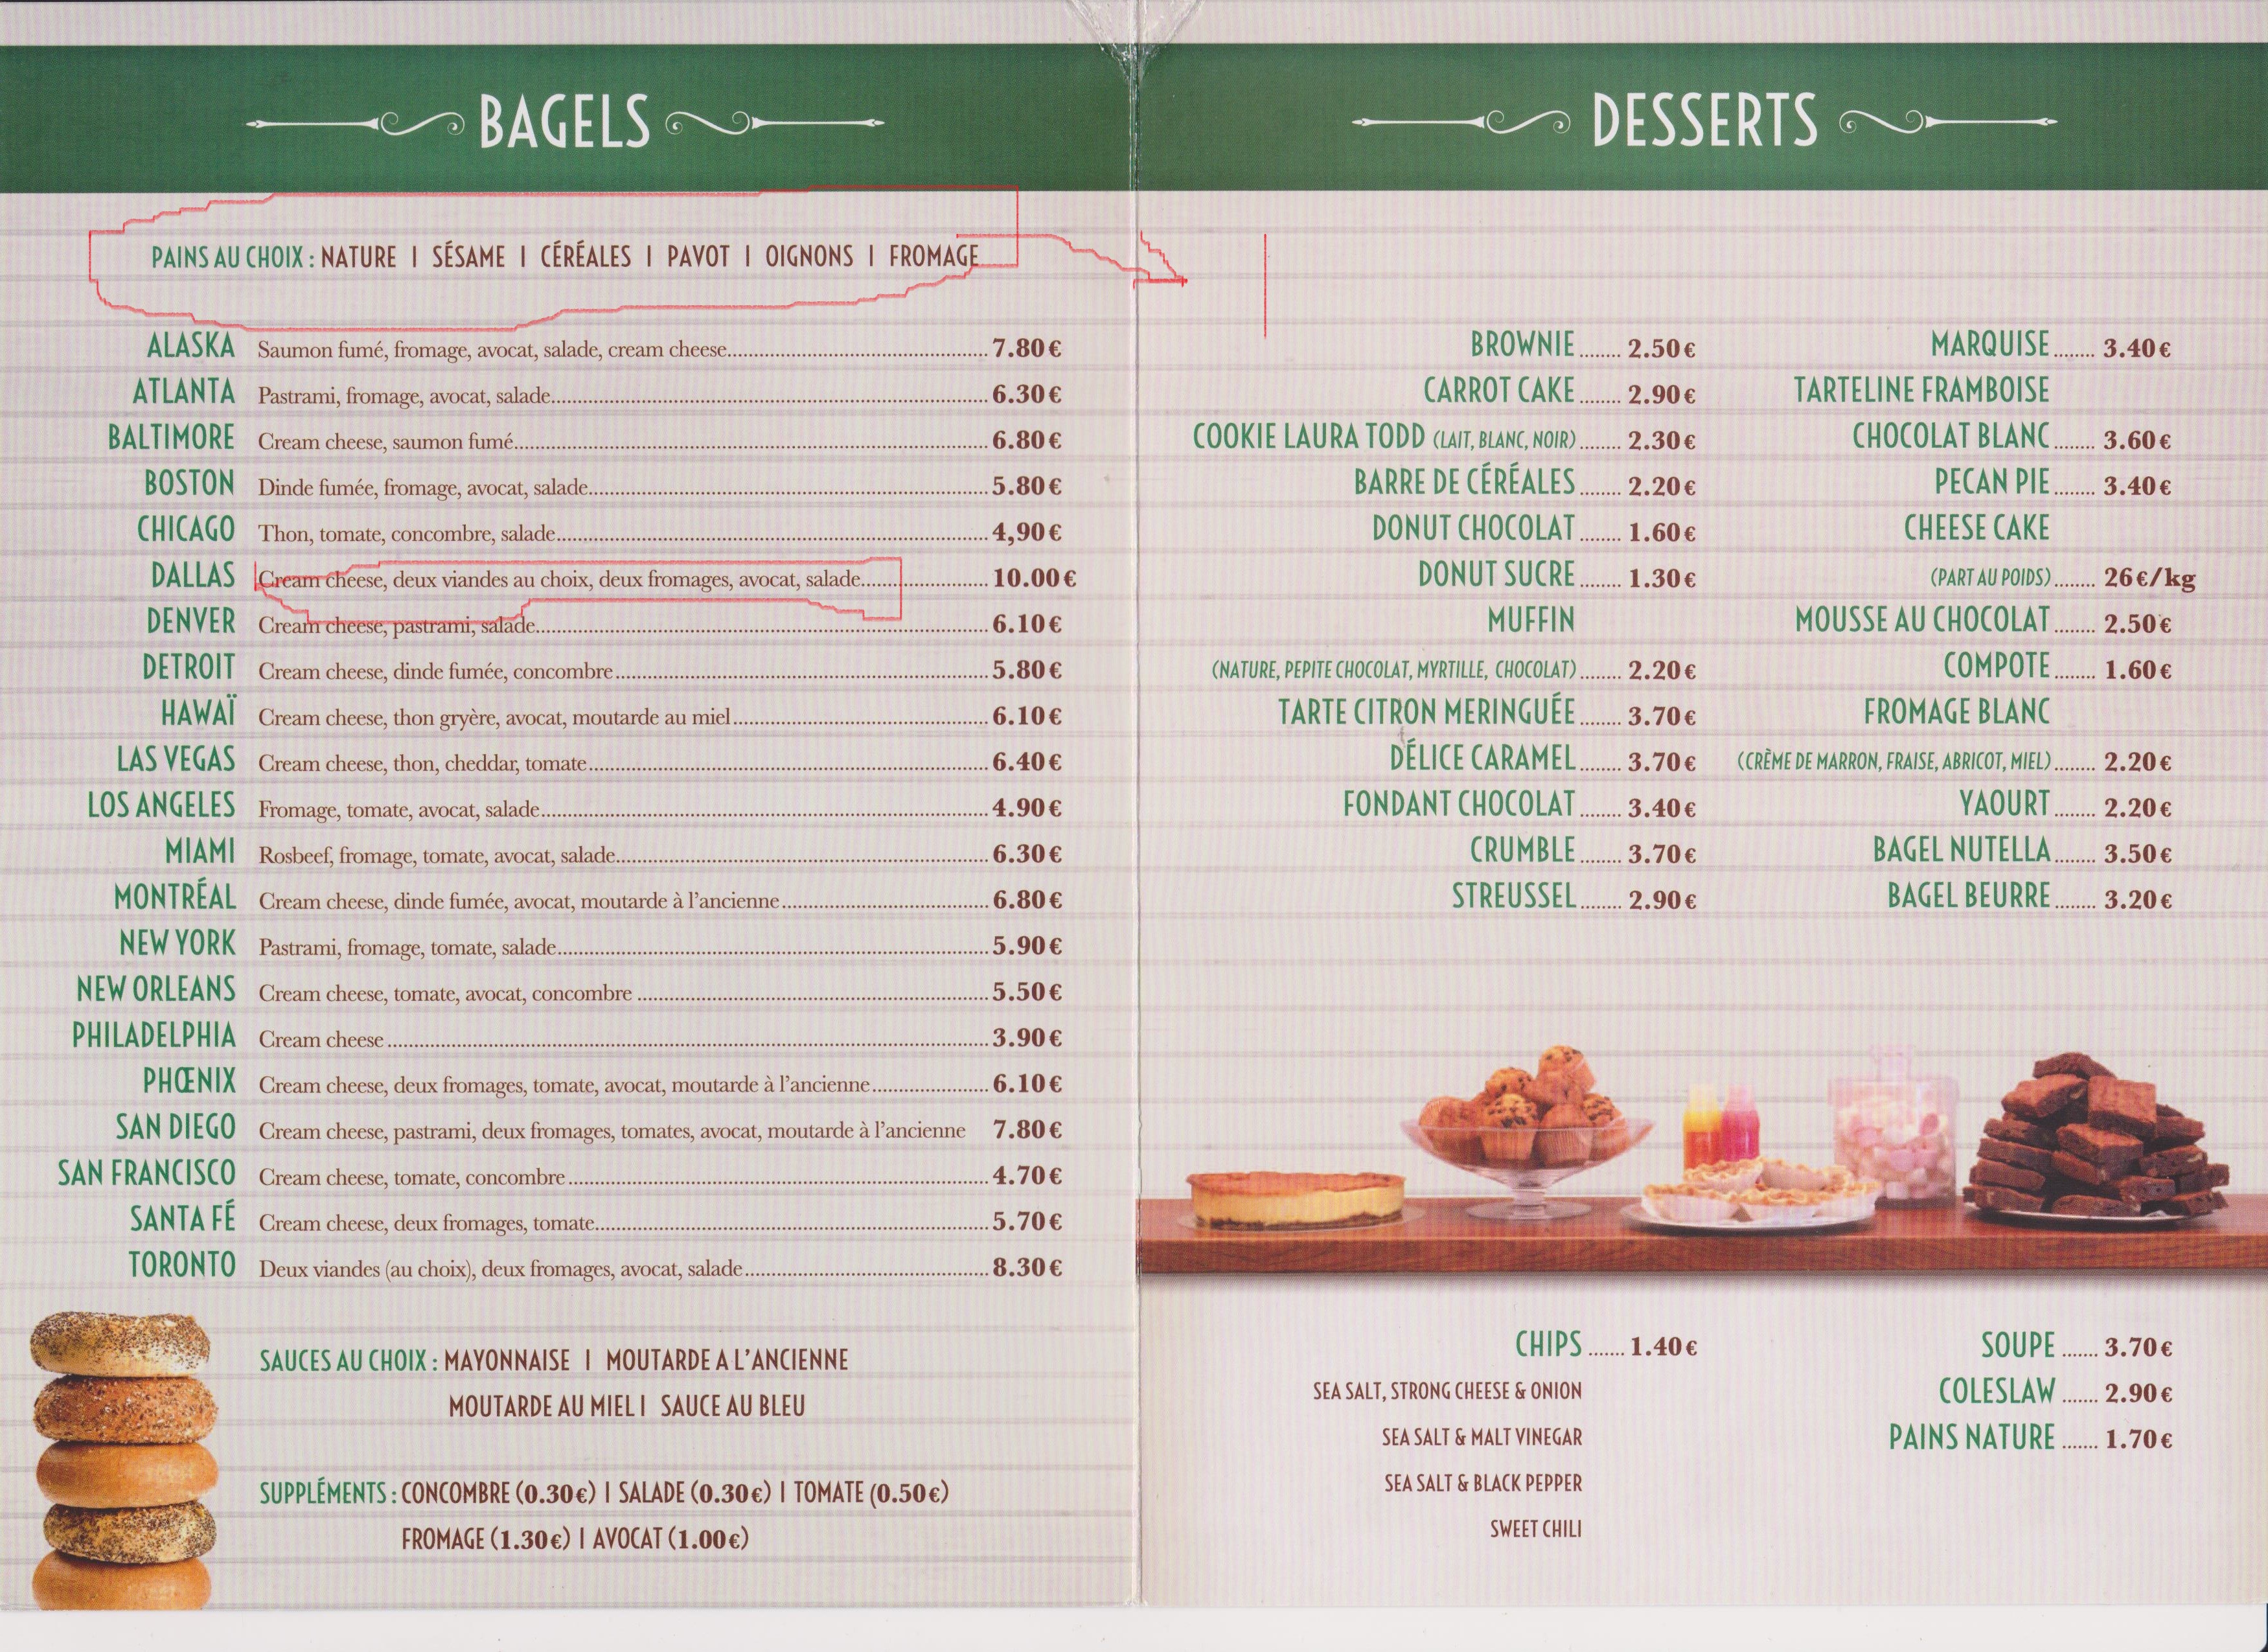 BAGELS
PAINS AU CHOIX : NATURE | SÉSAME | CÉRÉALES | PAVOT | OIGNONS | FROMAGE
ALASKA Saumon fumé, fromage, avocat, salade, cream cheese 7.80 €
ATLANTA Pastrami, fromage, avocat, salade 6.30 €
BALTIMORE Cream cheese, saumon fumé 6.80 €
BOSTON Dinde fumée, fromage, avocat, salade 5.80 €
CHICAGO Thon, tomate, concombre, salade 4,90 €
DALLAS Cream cheese, deux viandes au choix, deux fromages, avocat, salade 10.00 €
DENVER Cream cheese, pastrami, salade 6.10 €
DETROIT Cream cheese, dinde fumée, concombre 5.80 €
HAWAÏ Cream cheese, thon gryère, avocat, moutarde au miel 6.10 €
LAS VEGAS Cream cheese, thon, cheddar, tomate 6.40 €
LOS ANGELES Fromage, tomate, avocat, salade 4.90 €
MIAMI Rosbeef, fromage, tomate, avocat, salade 6.30 €
MONTRÉAL Cream cheese, dinde fumée, avocat, moutarde à l'ancienne 6.80 €
NEW YORK Pastrami, fromage, tomate, salade 5.90 €
NEW ORLEANS Cream cheese, tomate, avocat, concombre 5.50 €
PHILADELPHIA Cream cheese 3.90 €
PHŒNIX Cream cheese, deux fromages, tomate, avocat, moutarde à l'ancienne 6.10 €
SAN DIEGO Cream cheese, pastrami, deux fromages, tomates, avocat, moutarde à l'ancienne 7.80 €
SAN FRANCISCO Cream cheese, tomate, concombre 4.70 €
SANTA FÉ Cream cheese, deux fromages, tomate 5.70 €
TORONTO Deux viandes (au choix), deux fromages, avocat, salade 8.30 €
SAUCES AU CHOIX : MAYONNAISE | MOUTARDE A L'ANCIENNE
MOUTARDE AU MIEL | SAUCE AU BLEU
SUPPLÉMENTS : CONCOMBRE (0.30 €) | SALADE (0.30 €) | TOMATE (0.50 €)
FROMAGE (1.30 €) | AVOCAT (1.00 €)
DESSERTS
BROWNIE 2.50 €
CARROT CAKE 2.90 €
COOKIE LAURA TODD (LAIT, BLANC, NOIR) 2.30 €
BARRE DE CÉRÉALES 2.20 €
DONUT CHOCOLAT 1.60 €
DONUT SUCRE 1.30 €
MUFFIN
(NATURE, PEPITE CHOCOLAT, MYRTILLE, CHOCOLAT) 2.20 €
TARTE CITRON MERINGUÉE 3.70 €
DÉLICE CARAMEL 3.70 €
FONDANT CHOCOLAT 3.40 €
CRUMBLE 3.70 €
STREUSSEL 2.90 €
MARQUISE 3.40 €
TARTELINE FRAMBOISE
CHOCOLAT BLANC 3.60 €
PECAN PIE 3.40 €
CHEESE CAKE
(PART AU POIDS) 26 €/kg
MOUSSE AU CHOCOLAT 2.50 €
COMPOTE 1.60 €
FROMAGE BLANC
(CRÈME DE MARRON, FRAISE, ABRICOT, MIEL) 2.20 €
YAOURT 2.20 €
BAGEL NUTELLA 3.50 €
BAGEL BEURRE 3.20 €
CHIPS 1.40 €
SEA SALT, STRONG CHEESE & ONION
SEA SALT & MALT VINEGAR
SEA SALT & BLACK PEPPER
SWEET CHILI
SOUPE 3.70 €
COLESLAW 2.90 €
PAINS NATURE 1.70 €